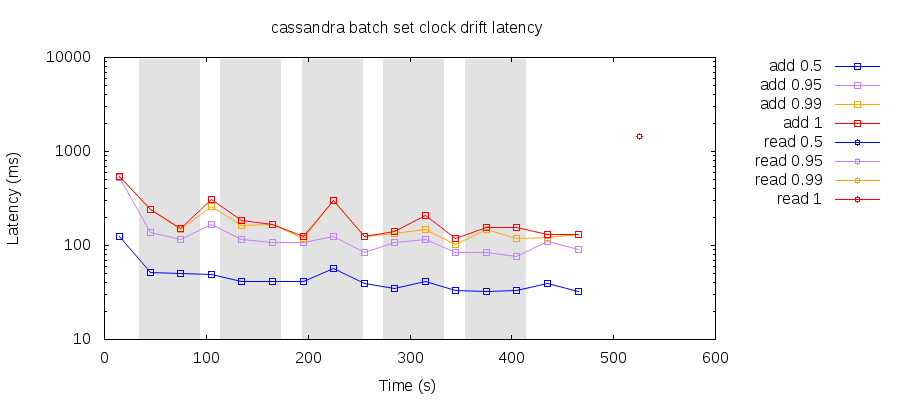 cassandra batch set clock drift latency
10000
1000
100
10
Latency (ms)
0 100 200 300 400 500 600
Time (s)
add 0.5
add 0.95
add 0.99
add 1
read 0.5
read 0.95
read 0.99
read 1